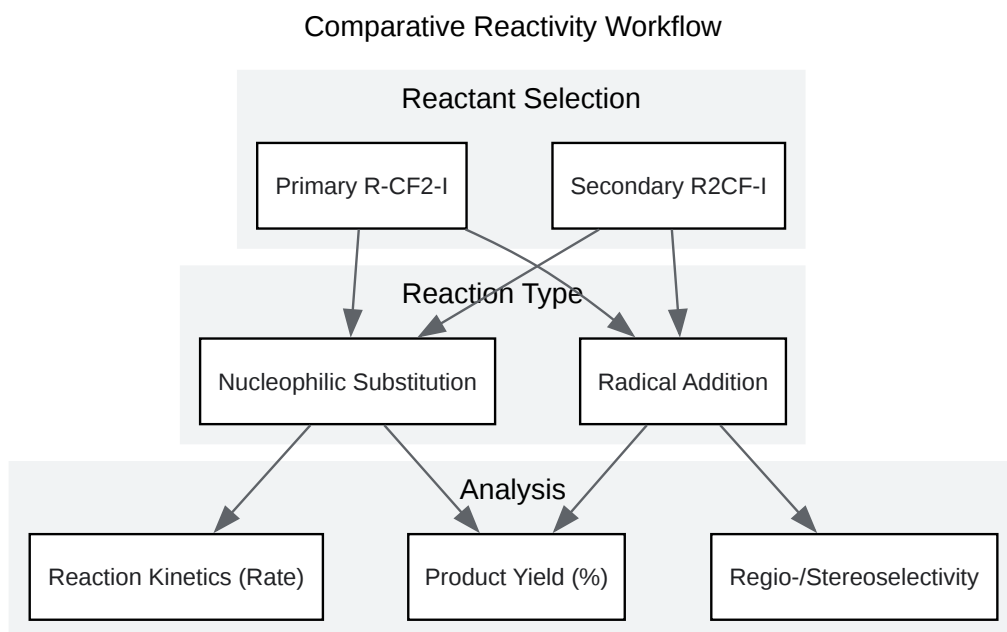 Comparative Reactivity Workflow
Reactant Selection
Primary R-CF2-I
Secondary R2CF-I
Reaction Type
Nucleophilic Substitution
Radical Addition
Analysis
Reaction Kinetics (Rate)
Product Yield (%)
Regio-/Stereoselectivity